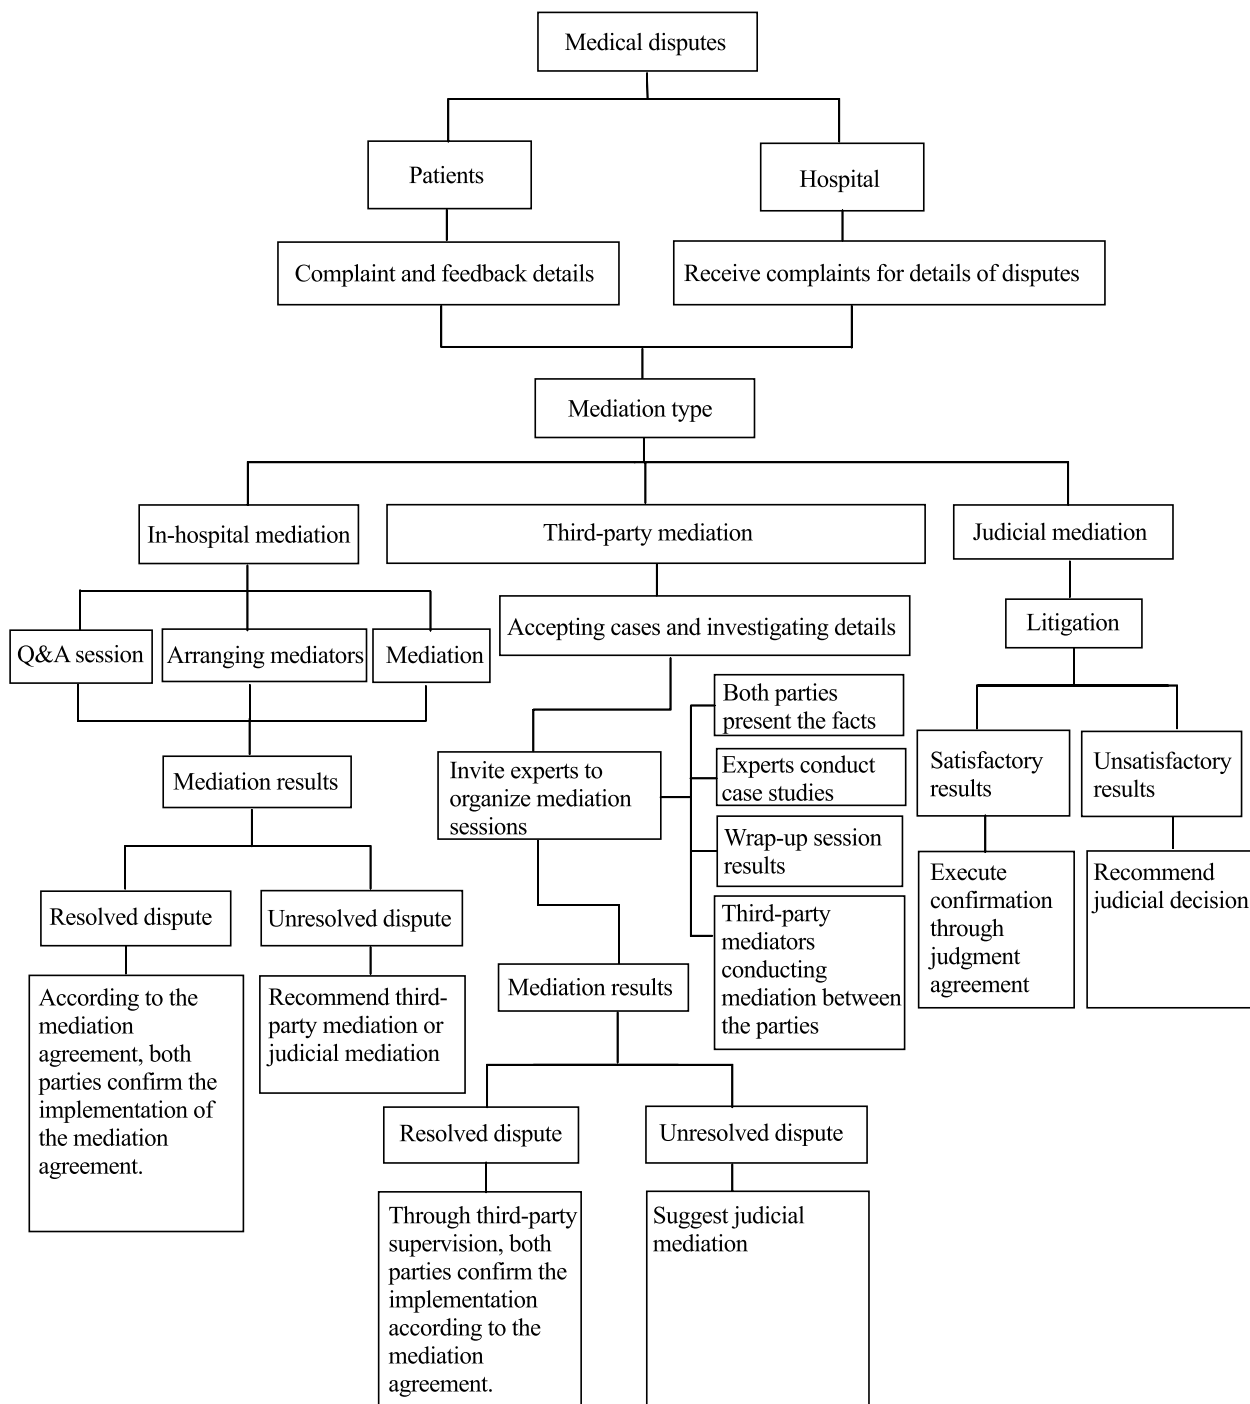 Medical disputes
Patients
Hospital
Complaint and feedback details
Receive complaints for details of disputes
Mediation type
In-hospital mediation
Third-party mediation
Judicial mediation
Accepting cases and investigating details
Litigation
Q&A session
Arranging mediators
Mediation
Both parties
present the facts
Invite experts to
organize mediation
sessions
Experts conduct
case studies
Wrap-up session
results
Third-party
mediators
conducting
mediation between
the parties
Satisfactory
results
Unsatisfactory
results
Execute
confirmation
through
judgment
agreement
Recommend
judicial decision
Mediation results
Resolved dispute
Unresolved dispute
According to the
mediation
agreement, both
parties confirm the
implementation of
the mediation
agreement.
Recommend third-
party mediation or
judicial mediation
Mediation results
Resolved dispute
Unresolved dispute
Through third-party
supervision, both
parties confirm the
implementation
according to the
mediation
agreement.
Suggest judicial
mediation